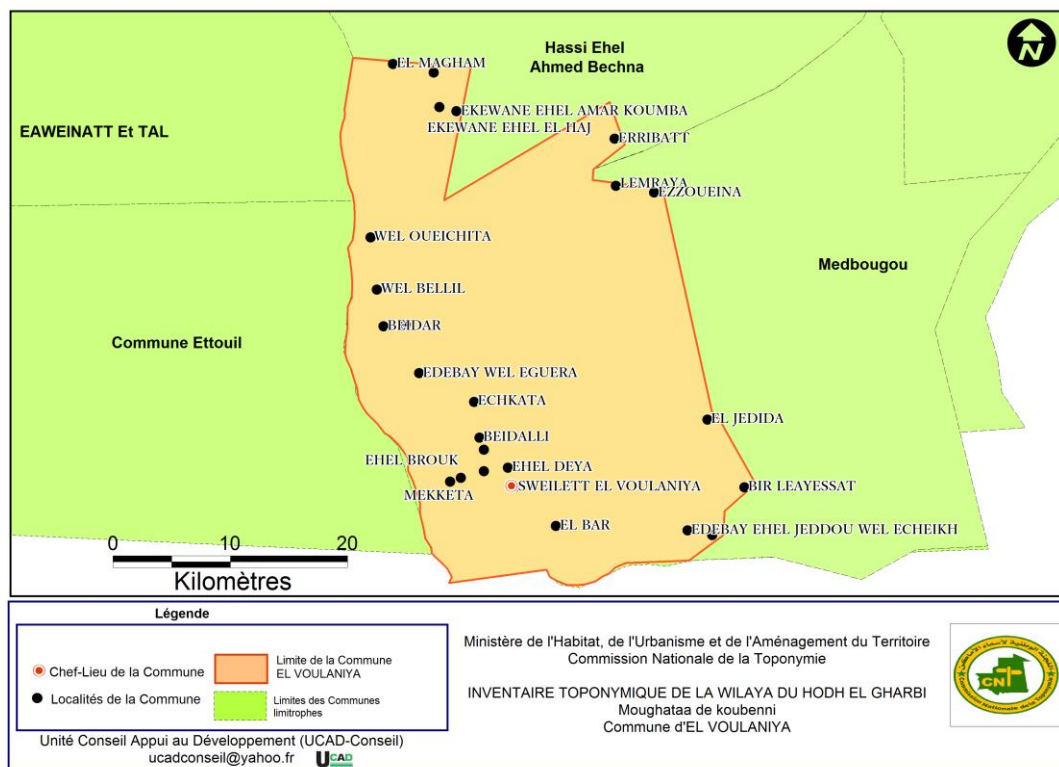 Hassi Ehel
Ahmed Bechna
N
EL MAGHAM
EAWEINATT Et TAL
EKEWANE EHEL AMAR KOUMBA
EKEWANE EHEL EL HAJ
ERRIBATT
LEMRAYA
EZZOUEINA
WEL OUEICHITA
Medbougou
WEL BELLIL
BEIDAR
Commune Ettouil
EDEBAY WEL EGUERA
ECHKATA
EL JEDIDA
BEIDALLI
EHEL BROUK
EHEL DEYA
MEKKETA
SWEILETT EL VOULANIYA
BIR LEAYESSAT
EL BAR
EDEBAY EHEL JEDDOU WEL ECHEIKH
0 10 20
Kilomètres
Légende
Chef-Lieu de la Commune
Limite de la Commune
EL VOULANIYA
Localités de la Commune
Limites des Communes
limitrophes
Unité Conseil Appui au Développement (UCAD-Conseil)
ucadconseil@yahoo.fr UCAD
Ministère de l'Habitat, de l'Urbanisme et de l'Aménagement du Territoire
Commission Nationale de la Toponymie
INVENTAIRE TOPONYMIQUE DE LA WILAYA DU HODH EL GHARBI
Moughataa de koubenni
Commune d'EL VOULANIYA
CNT
Commission Nationale de la Toponymie